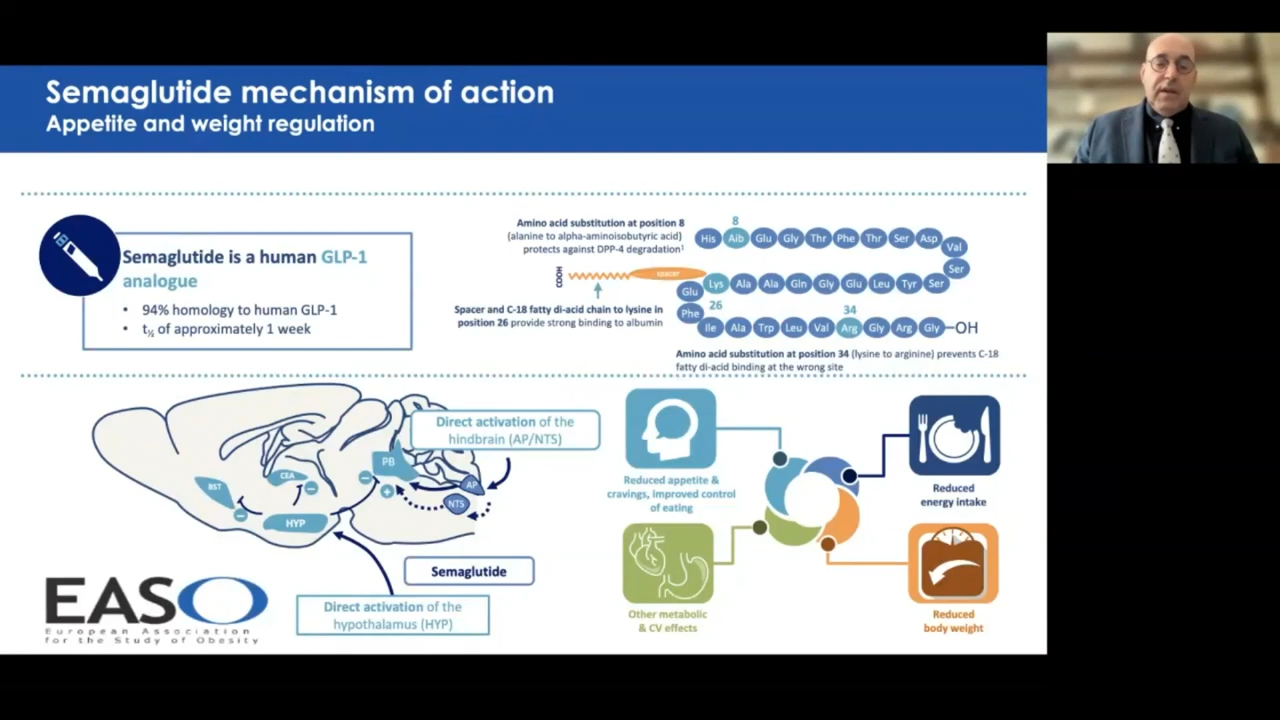 Semaglutide mechanism of action
Appetite and weight regulation
Semaglutide is a human GLP-1
analogue
• 94% homology to human GLP-1
• t½ of approximately 1 week
Amino acid substitution at position 8
(alanine to alpha-aminoisobutyric acid)
protects against DPP-4 degradation¹
8
His Aib Glu Gly Thr Phe Thr Ser Asp
Val
Ser
COOH
spacer
Glu Lys Ala Ala Gln Gly Glu Leu Tyr Ser
26
34
Spacer and C-18 fatty di-acid chain to lysine in
position 26 provide strong binding to albumin
Phe
Ile Ala Trp Leu Val Arg Gly Arg Gly OH
Amino acid substitution at position 34 (lysine to arginine) prevents C-18
fatty di-acid binding at the wrong site
Direct activation of the
hindbrain (AP/NTS)
PB
CEA
BST
AP
NTS
HYP
Semaglutide
Direct activation of the
hypothalamus (HYP)
Reduced appetite &
cravings, improved control
of eating
Reduced
energy intake
Other metabolic
& CV effects
Reduced
body weight
EASO
European Association
for the Study of Obesity